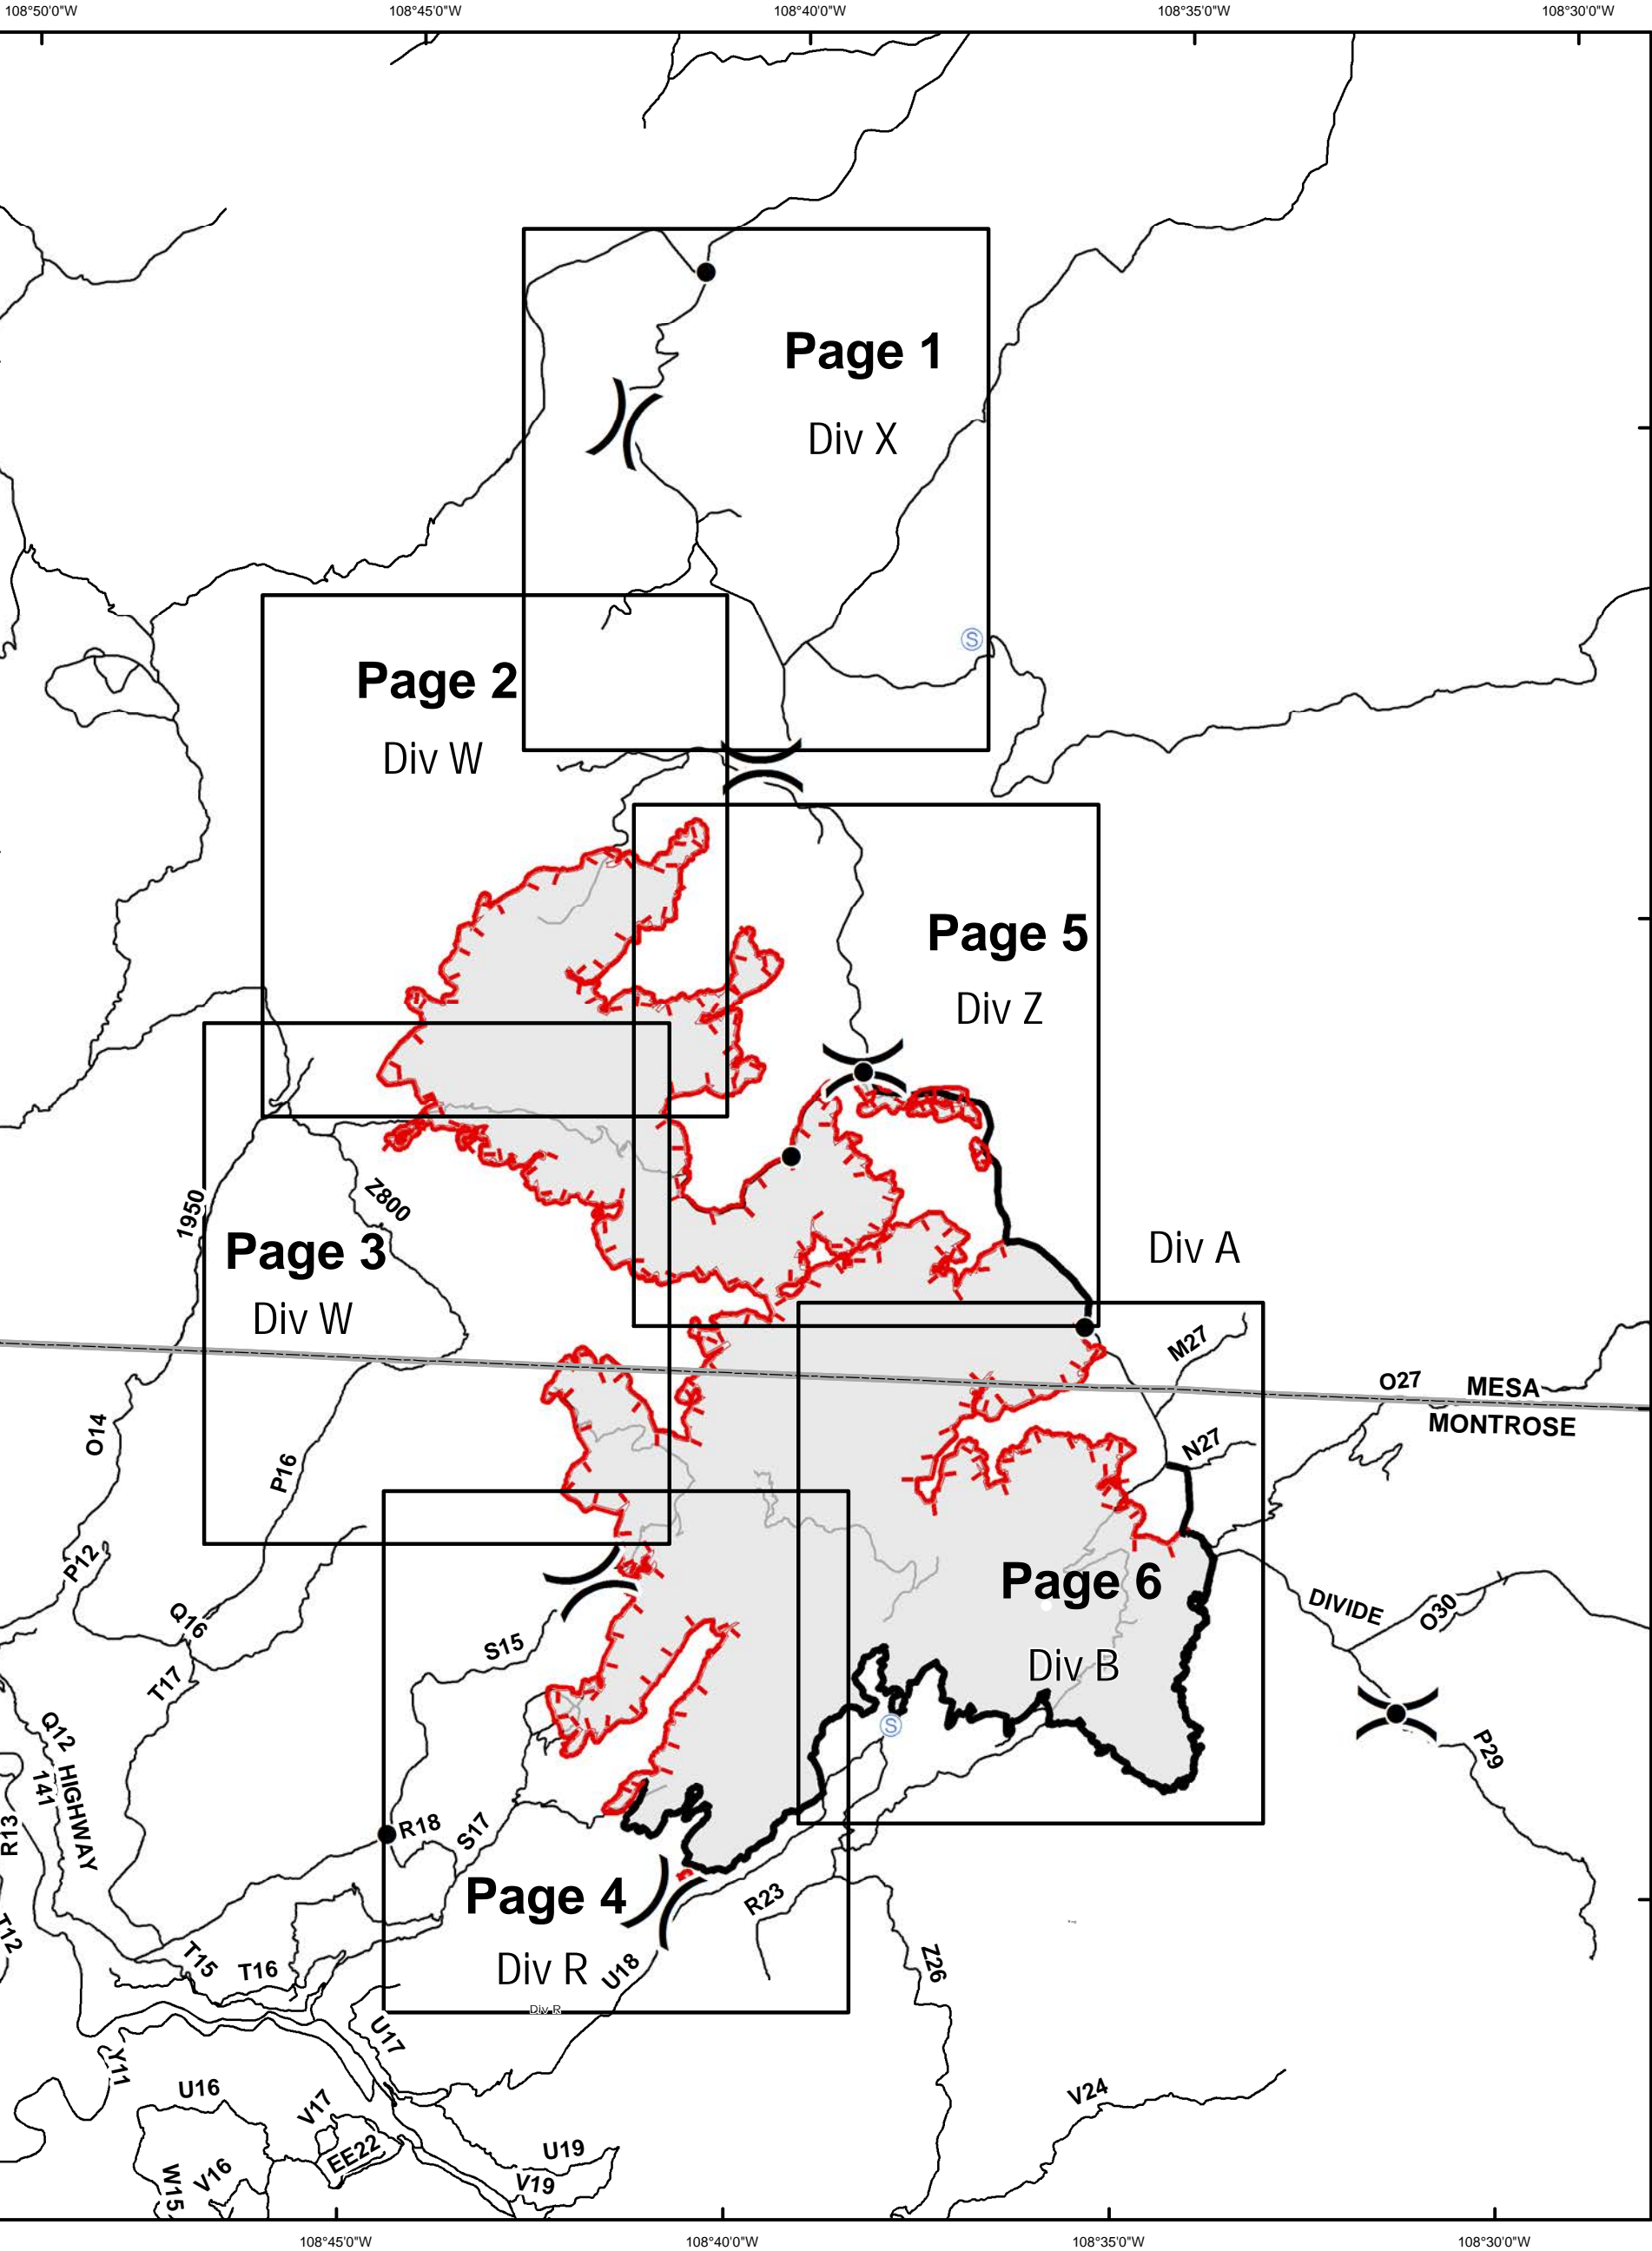 108°50'0"W 108°45'0"W 108°40'0"W 108°35'0"W 108°30'0"W
Page 1
Div X
S
Page 2
Div W
Page 5
Div Z
1950
Z800
Page 3
Div W
Div A
M27
O27
MESA
MONTROSE
O14
P16
N27
P12
Page 6
Div B
DIVIDE
O30
Q16
S15
T17
S
Q12
HIGHWAY
141
P29
R13
R18
S17
Page 4
R23
T12
T15
T16
Div R
U18
Z26
Div R
U17
Y11
U16
V17
V24
EE22
U19
V16
W15
V19
108°45'0"W 108°40'0"W 108°35'0"W 108°30'0"W